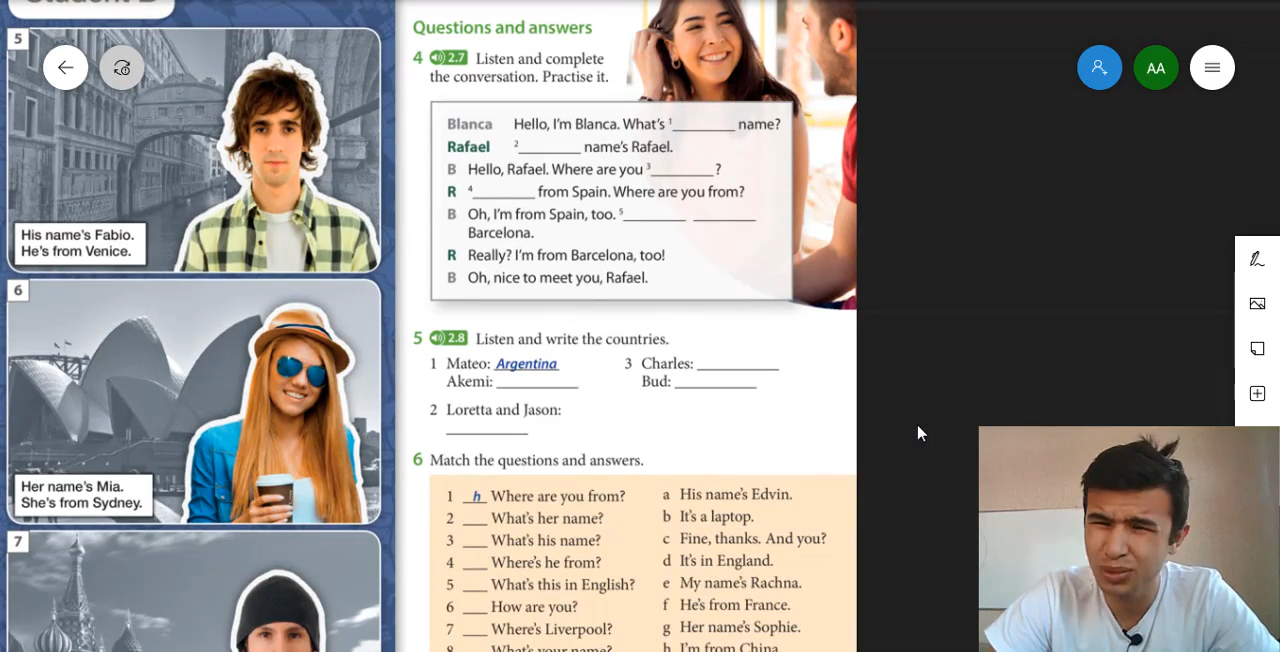 5
His name's Fabio.
He's from Venice.
6
Her name's Mia.
She's from Sydney.
7
Questions and answers
4 2.7 Listen and complete
the conversation. Practise it.
Blanca Hello, I'm Blanca. What's 1________ name?
Rafael 2________ name's Rafael.
B Hello, Rafael. Where are you 3________?
R 4________ from Spain. Where are you from?
B Oh, I'm from Spain, too. 5________ ________
Barcelona.
R Really? I'm from Barcelona, too!
B Oh, nice to meet you, Rafael.
5 2.8 Listen and write the countries.
1 Mateo: Argentina 3 Charles: ________
Akemi: ________ Bud: ________
2 Loretta and Jason:
________
6 Match the questions and answers.
1 h Where are you from? a His name's Edvin.
2 ___ What's her name? b It's a laptop.
3 ___ What's his name? c Fine, thanks. And you?
4 ___ Where's he from? d It's in England.
5 ___ What's this in English? e My name's Rachna.
6 ___ How are you? f He's from France.
7 ___ Where's Liverpool? g Her name's Sophie.
8 ___ What's your name? h I'm from China.
AA